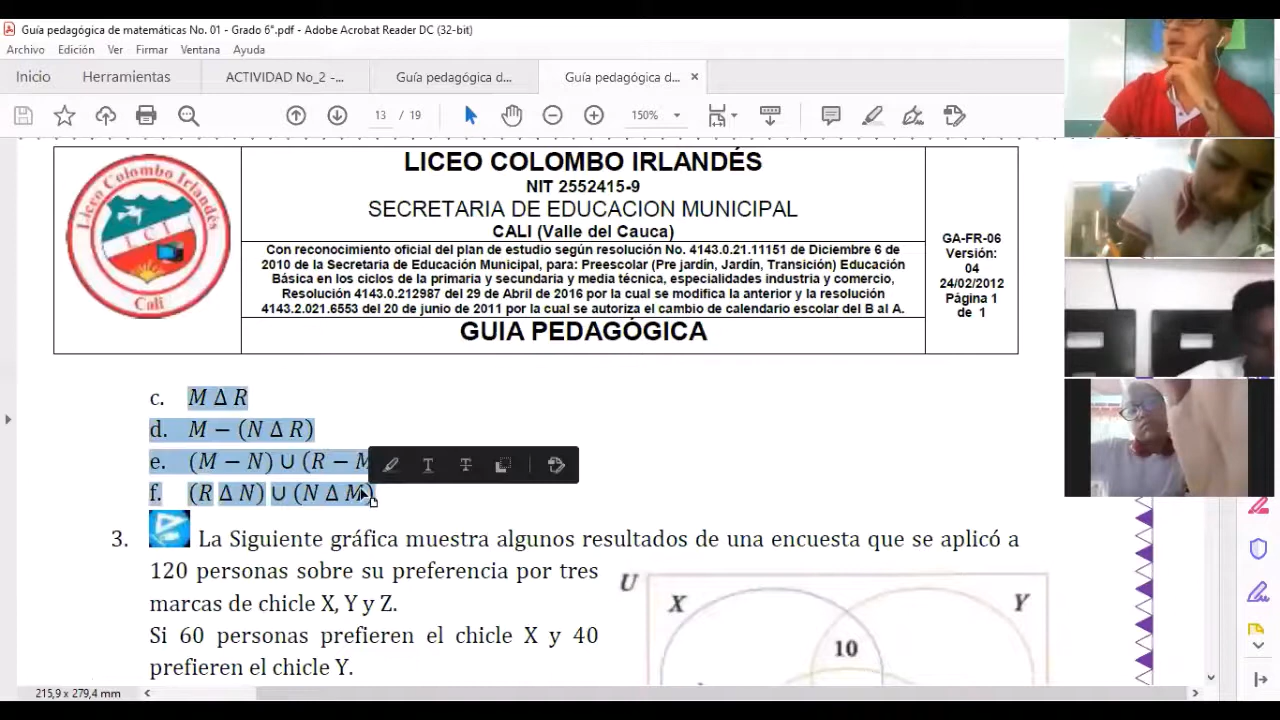 Guía pedagógica de matemáticas No. 01 - Grado 6°.pdf - Adobe Acrobat Reader DC (32-bit)
Archivo Edición Ver Firmar Ventana Ayuda
Inicio Herramientas ACTIVIDAD No_2 -... Guía pedagógica d... Guía pedagógica d... ×
13 / 19 150%
LICEO COLOMBO IRLANDÉS
NIT 2552415-9
SECRETARIA DE EDUCACION MUNICIPAL
CALI (Valle del Cauca)
Con reconocimiento oficial del plan de estudio según resolución No. 4143.0.21.11151 de Diciembre 6 de
2010 de la Secretaria de Educación Municipal, para: Preescolar (Pre jardín, Jardín, Transición) Educación
Básica en los ciclos de la primaria y secundaria y media técnica, especialidades industria y comercio,
Resolución 4143.0.212987 del 29 de Abril de 2016 por la cual se modifica la anterior y la resolución
4143.2.021.6553 del 20 de junio de 2011 por la cual se autoriza el cambio de calendario escolar del B al A.
GUIA PEDAGÓGICA
GA-FR-06
Versión:
04
24/02/2012
Página 1
de 1
Liceo Colombo Irlandés
L C I
Cali
c. M Δ R
d. M − (N Δ R)
e. (M − N) ∪ (R − M
f. (R Δ N) ∪ (N Δ M)
3. La Siguiente gráfica muestra algunos resultados de una encuesta que se aplicó a
120 personas sobre su preferencia por tres
marcas de chicle X, Y y Z.
Si 60 personas prefieren el chicle X y 40
prefieren el chicle Y.
U
X Y
10
215,9 x 279,4 mm